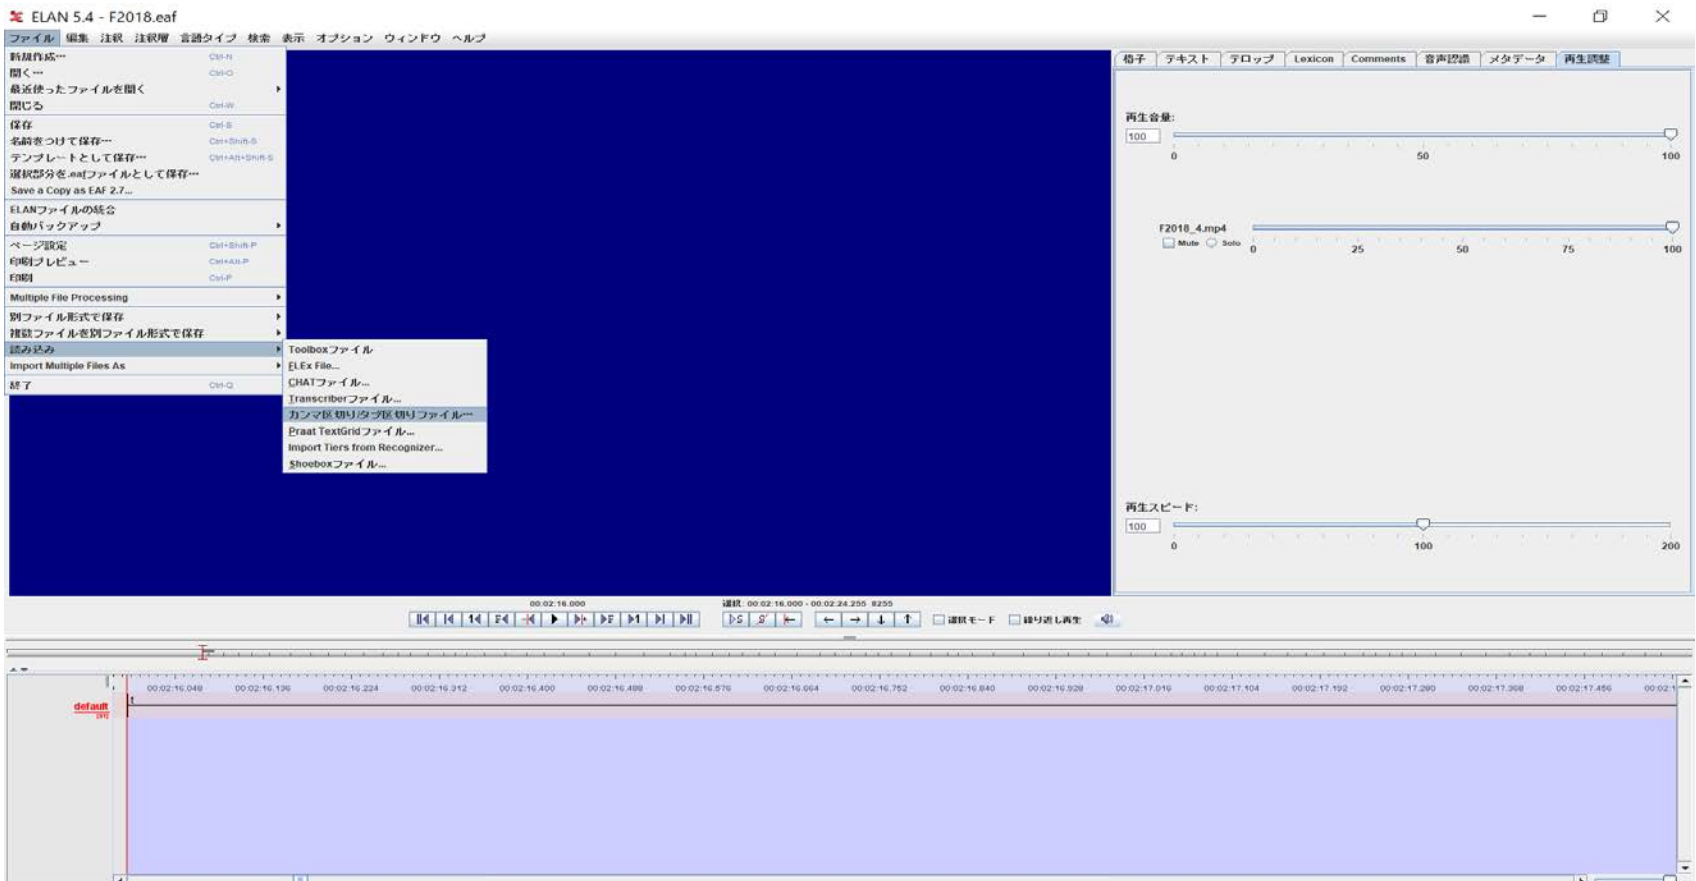 ELAN 5.4 - F2018.eaf
ファイル 編集 注釈 注釈層 言語タイプ 検索 表示 オプション ウィンドウ ヘルプ
新規作成… Ctrl-N
開く… Ctrl-O
最近使ったファイルを開く
閉じる Ctrl-W
保存 Ctrl-S
名前をつけて保存… Ctrl+Shift-S
テンプレートとして保存… Ctrl+Alt+Shift-S
選択部分を.eafファイルとして保存…
Save a Copy as EAF 2.7...
ELANファイルの統合
自動バックアップ
ページ設定 Ctrl+Shift-P
印刷プレビュー Ctrl+Alt-P
印刷 Ctrl-P
Multiple File Processing
別ファイル形式で保存
複数ファイルを別ファイル形式で保存
読み込み
Import Multiple Files As
終了 Ctrl-Q
Toolboxファイル
FLEx File...
CHATファイル...
Transcriberファイル...
カンマ区切り/タブ区切りファイル…
Praat TextGridファイル...
Import Tiers from Recognizer...
Shoeboxファイル...
格子 テキスト テロップ Lexicon Comments 音声認識 メタデータ 再生調整
再生音量:
100
0 50 100
F2018_4.mp4
Mute Solo
0 25 50 75 100
再生スピード:
100
0 100 200
00:02:16.000 選択: 00:02:16.000 - 00:02:24.255 8255
選択モード 繰り返し再生
00:02:16.048 00:02:16.136 00:02:16.224 00:02:16.312 00:02:16.400 00:02:16.488 00:02:16.576 00:02:16.664 00:02:16.752 00:02:16.840 00:02:16.928 00:02:17.016 00:02:17.104 00:02:17.192 00:02:17.280 00:02:17.368 00:02:17.456 00:02:1
default
t